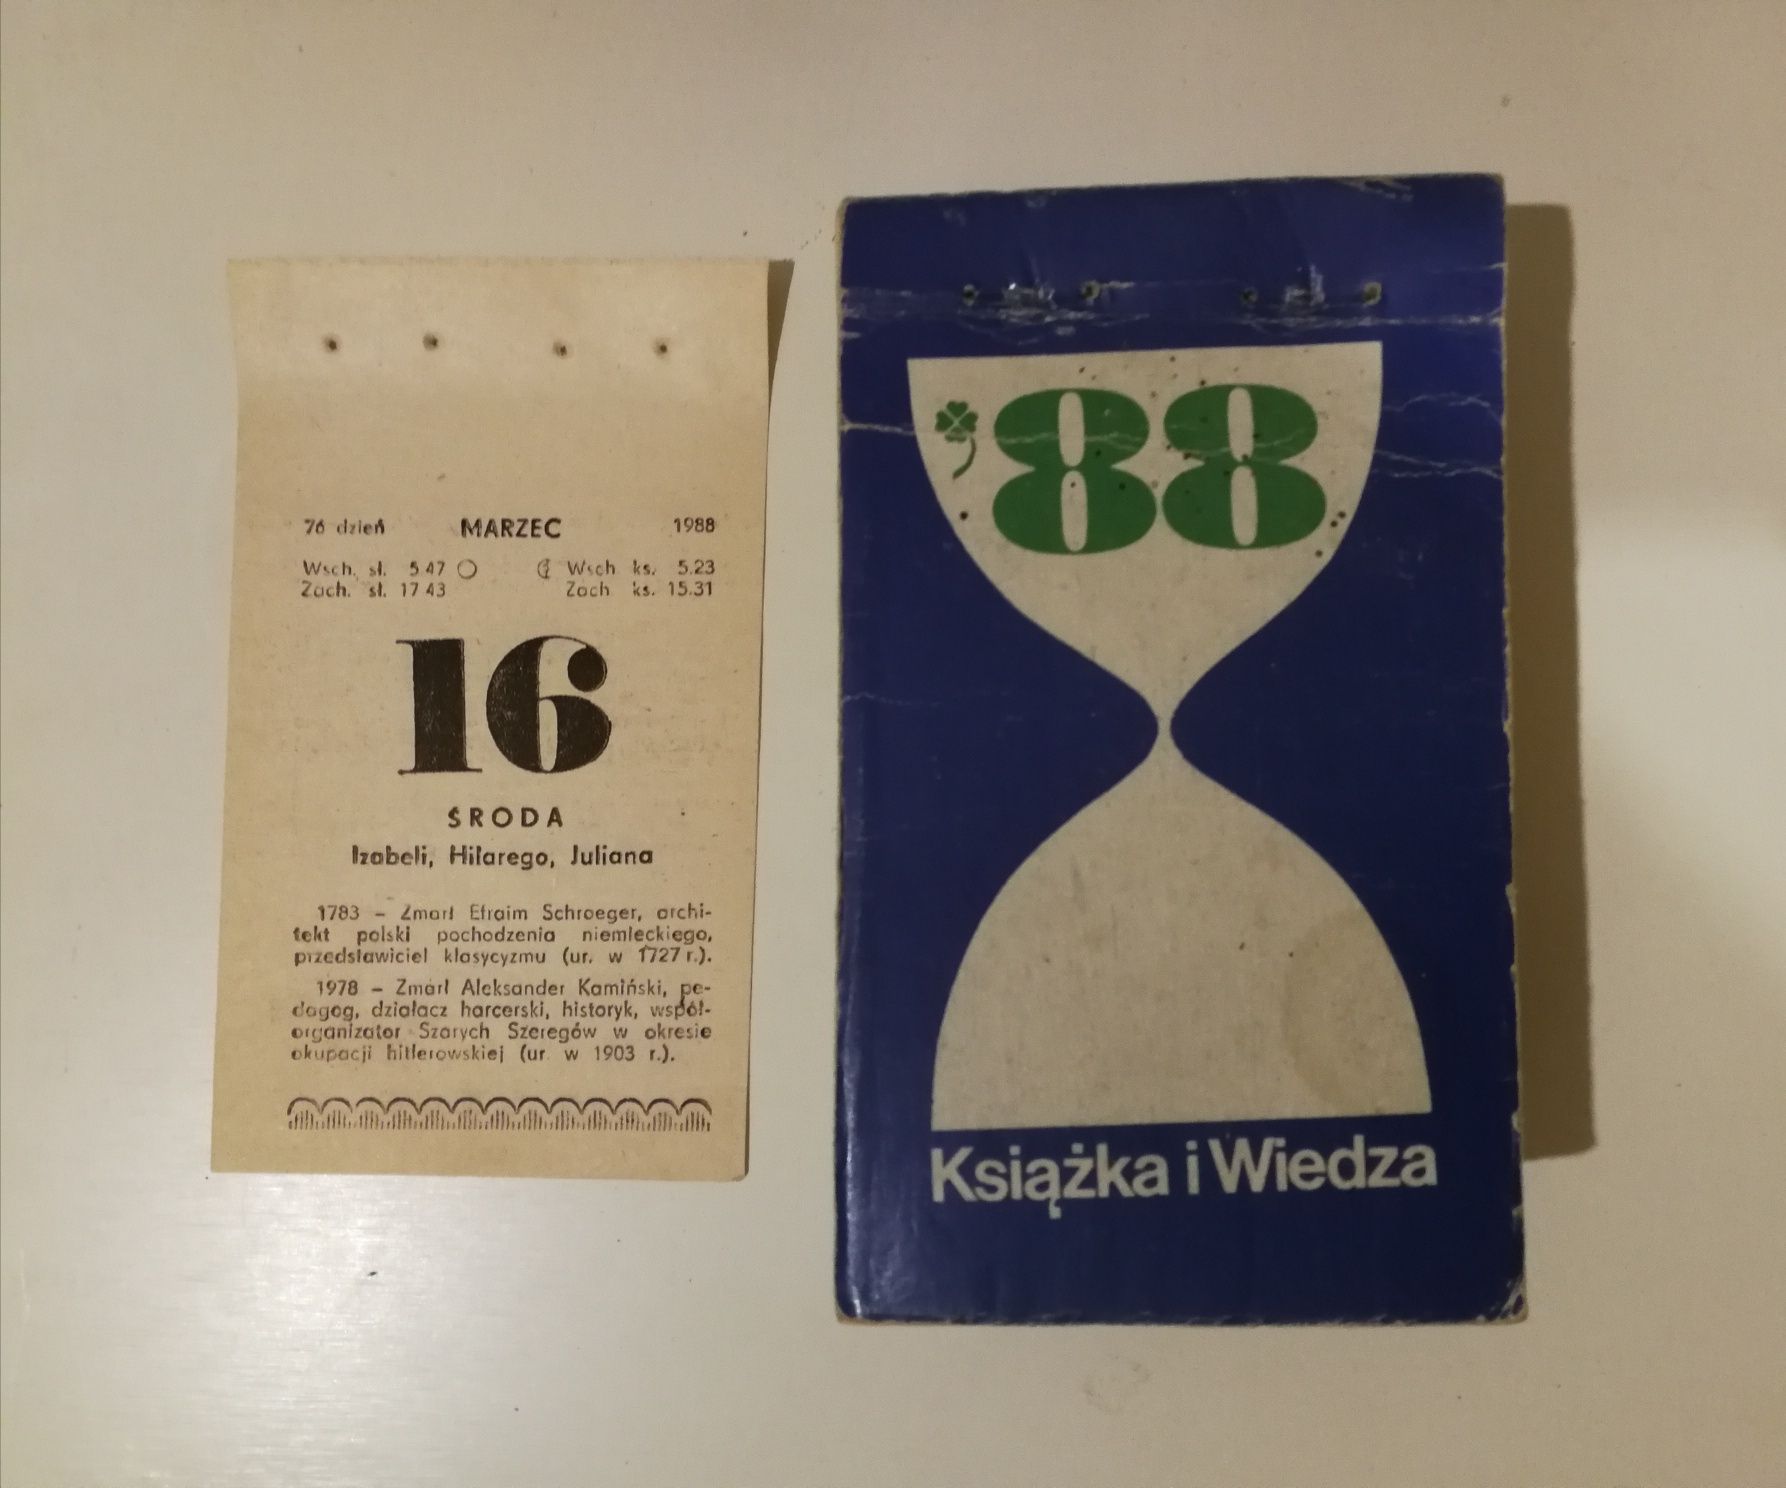 76 dzień MARZEC 1988
Wsch. sł. 5.47 Wsch. ks. 5.23
Zach. sł. 17 43 Zach. ks. 15.31
16
ŚRODA
Izabeli, Hilarego, Juliana
1783 – Zmarł Efraim Schroeger, archi-
tekt polski pochodzenia niemieckiego,
przedstawiciel klasycyzmu (ur. w 1727 r.).
1978 – Zmarł Aleksander Kamiński, pe-
dagog, działacz harcerski, historyk, współ-
organizator Szarych Szeregów w okresie
okupacji hitlerowskiej (ur. w 1903 r.).
88
Książka i Wiedza